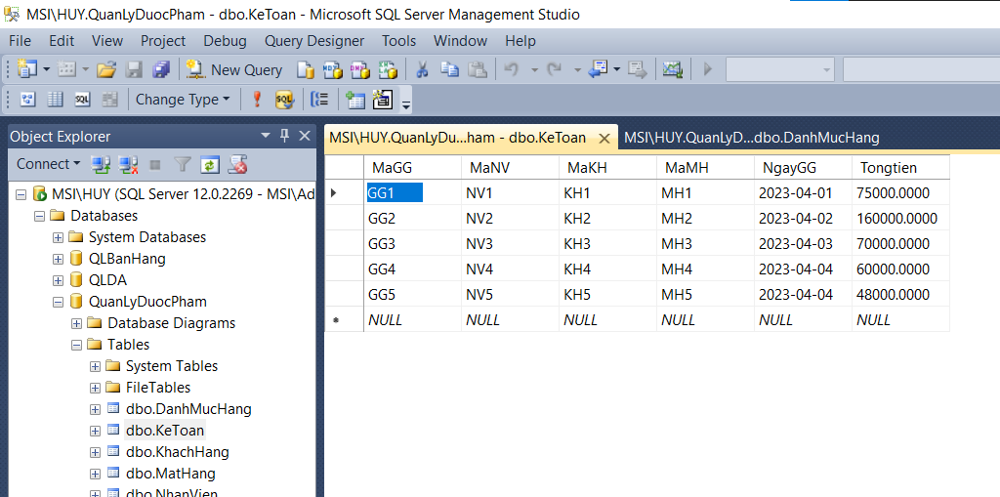 MSI\HUY.QuanLyDuocPham - dbo.KeToan - Microsoft SQL Server Management Studio
File Edit View Project Debug Query Designer Tools Window Help
New Query
Change Type
Object Explorer
Connect
MSI\HUY (SQL Server 12.0.2269 - MSI\Ad
Databases
System Databases
QLBanHang
QLDA
QuanLyDuocPham
Database Diagrams
Tables
System Tables
FileTables
dbo.DanhMucHang
dbo.KeToan
dbo.KhachHang
dbo.MatHang
dbo.NhanVien
MSI\HUY.QuanLyDu...ham - dbo.KeToan MSI\HUY.QuanLyD...dbo.DanhMucHang
MaGG MaNV MaKH MaMH NgayGG Tongtien
GG1 NV1 KH1 MH1 2023-04-01 75000.0000
GG2 NV2 KH2 MH2 2023-04-02 160000.0000
GG3 NV3 KH3 MH3 2023-04-03 70000.0000
GG4 NV4 KH4 MH4 2023-04-04 60000.0000
GG5 NV5 KH5 MH5 2023-04-04 48000.0000
NULL NULL NULL NULL NULL NULL